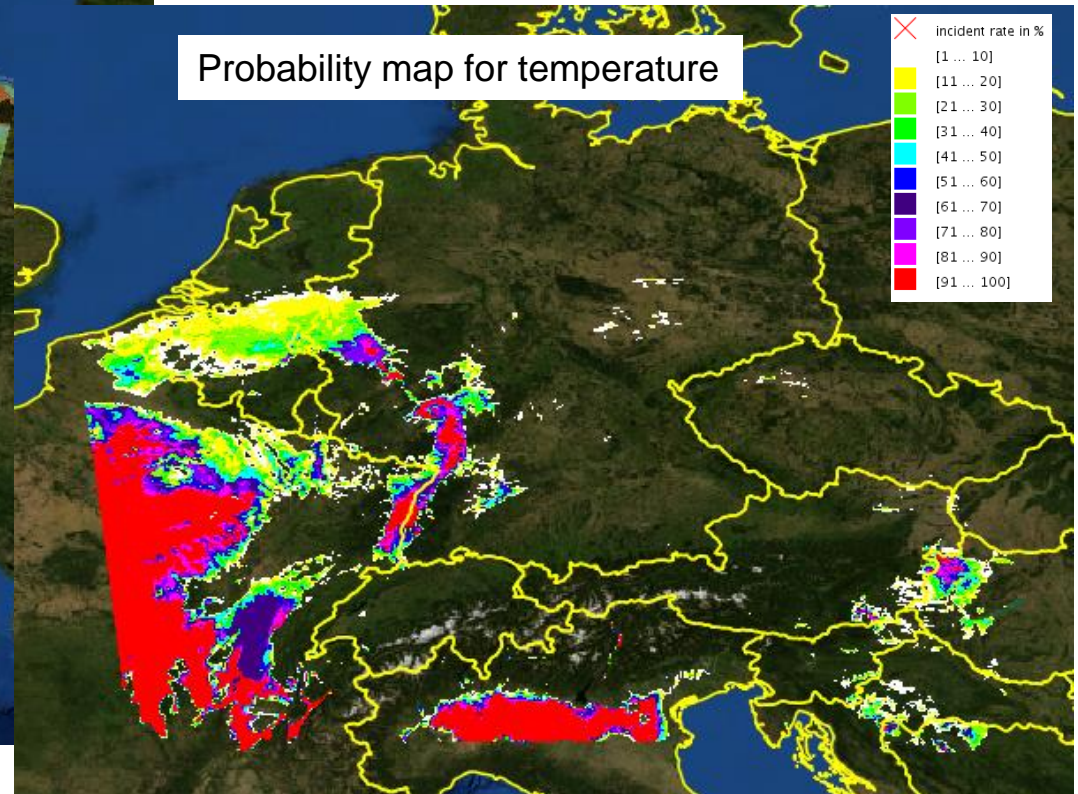 Probability map for temperature
incident rate in %
[1 ... 10]
[11 ... 20]
[21 ... 30]
[31 ... 40]
[41 ... 50]
[51 ... 60]
[61 ... 70]
[71 ... 80]
[81 ... 90]
[91 ... 100]